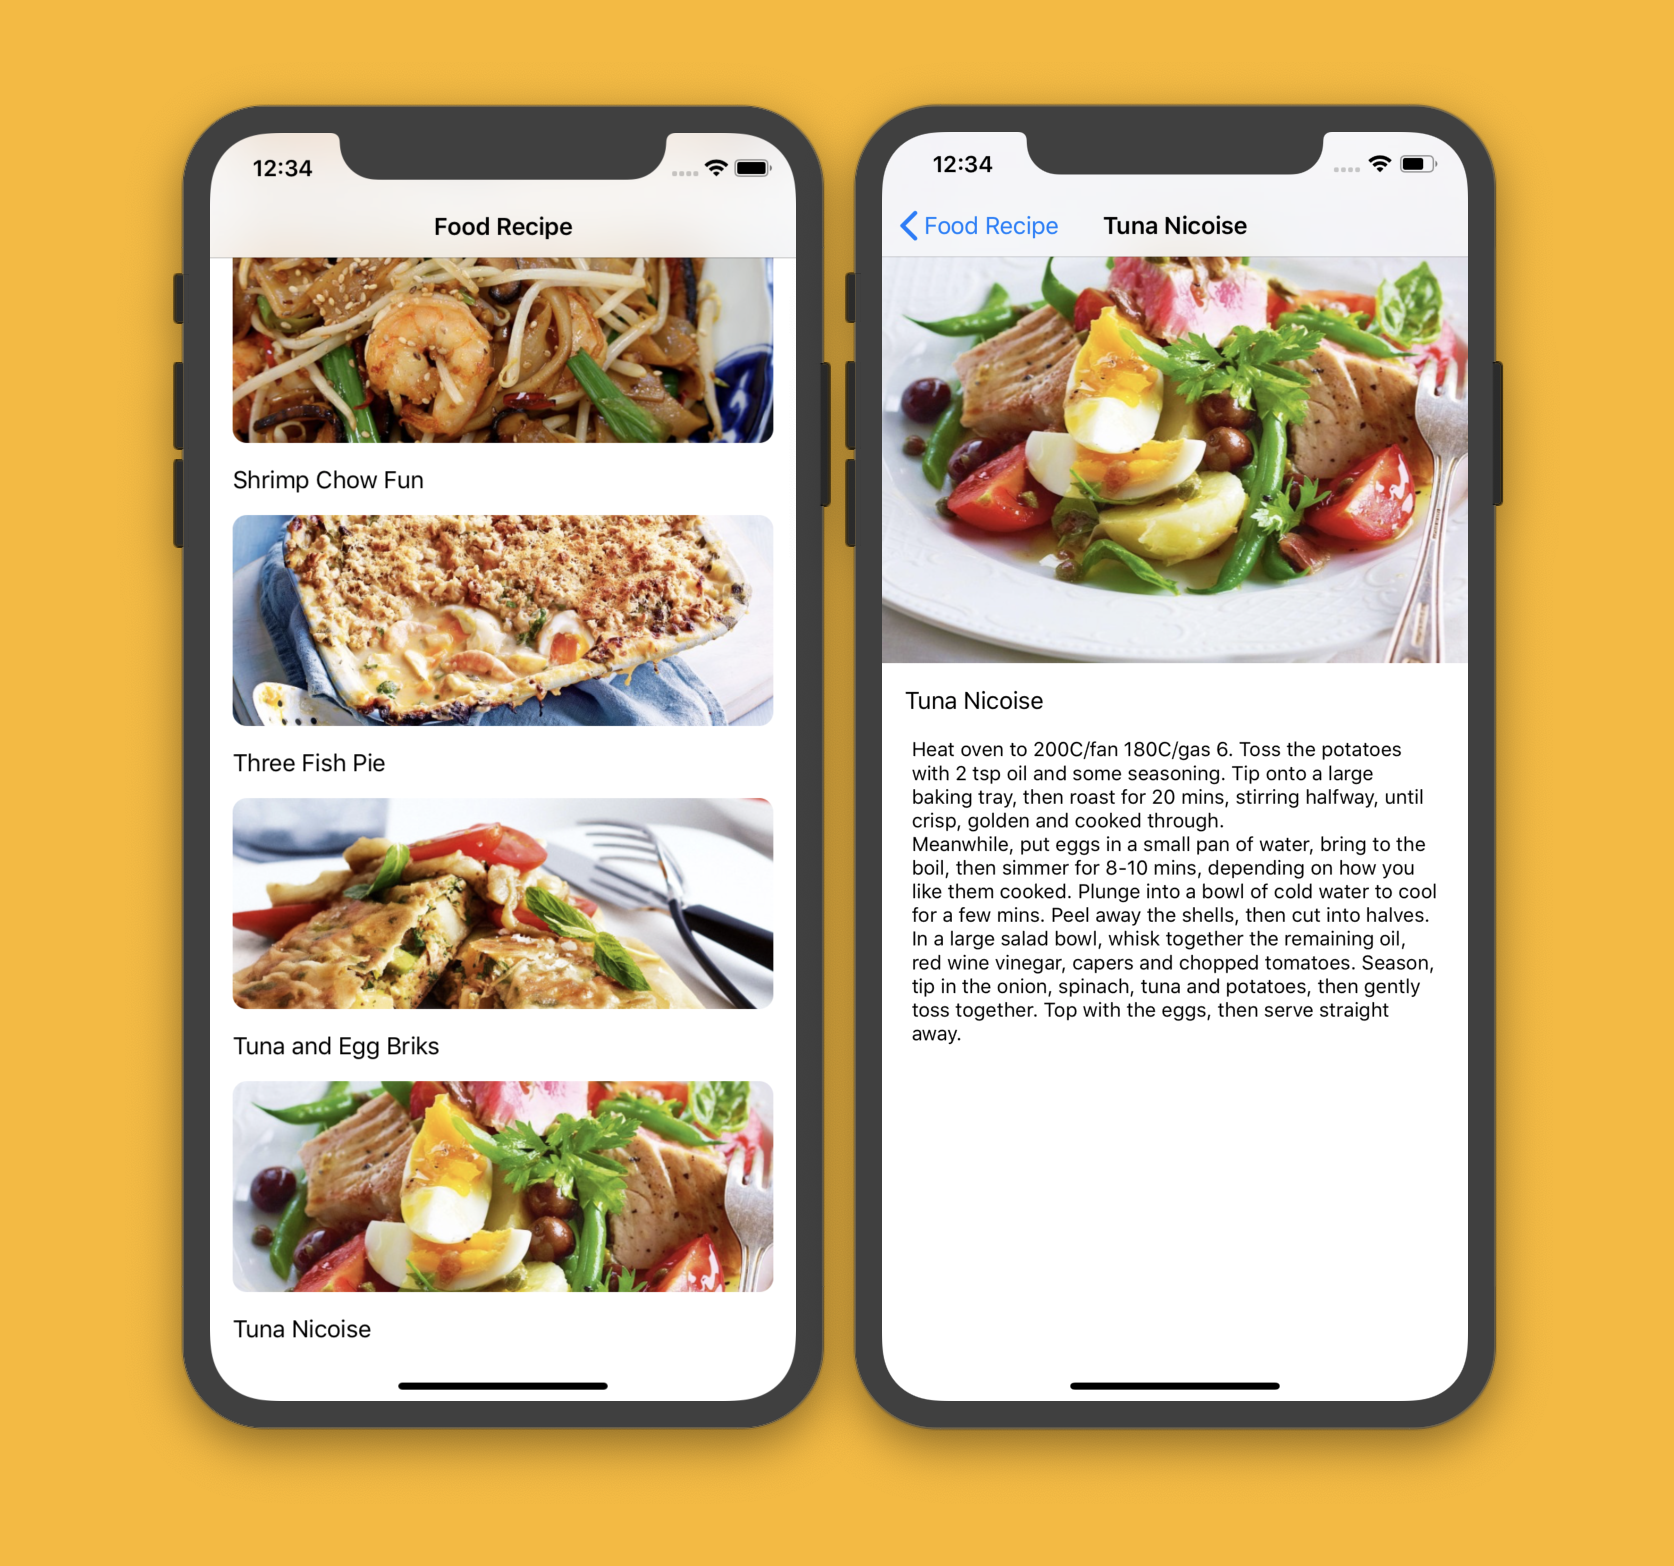 12:34
Food Recipe
Shrimp Chow Fun
Three Fish Pie
Tuna and Egg Briks
Tuna Nicoise
12:34
Food Recipe
Tuna Nicoise
Tuna Nicoise
Heat oven to 200C/fan 180C/gas 6. Toss the potatoes
with 2 tsp oil and some seasoning. Tip onto a large
baking tray, then roast for 20 mins, stirring halfway, until
crisp, golden and cooked through.
Meanwhile, put eggs in a small pan of water, bring to the
boil, then simmer for 8-10 mins, depending on how you
like them cooked. Plunge into a bowl of cold water to cool
for a few mins. Peel away the shells, then cut into halves.
In a large salad bowl, whisk together the remaining oil,
red wine vinegar, capers and chopped tomatoes. Season,
tip in the onion, spinach, tuna and potatoes, then gently
toss together. Top with the eggs, then serve straight
away.